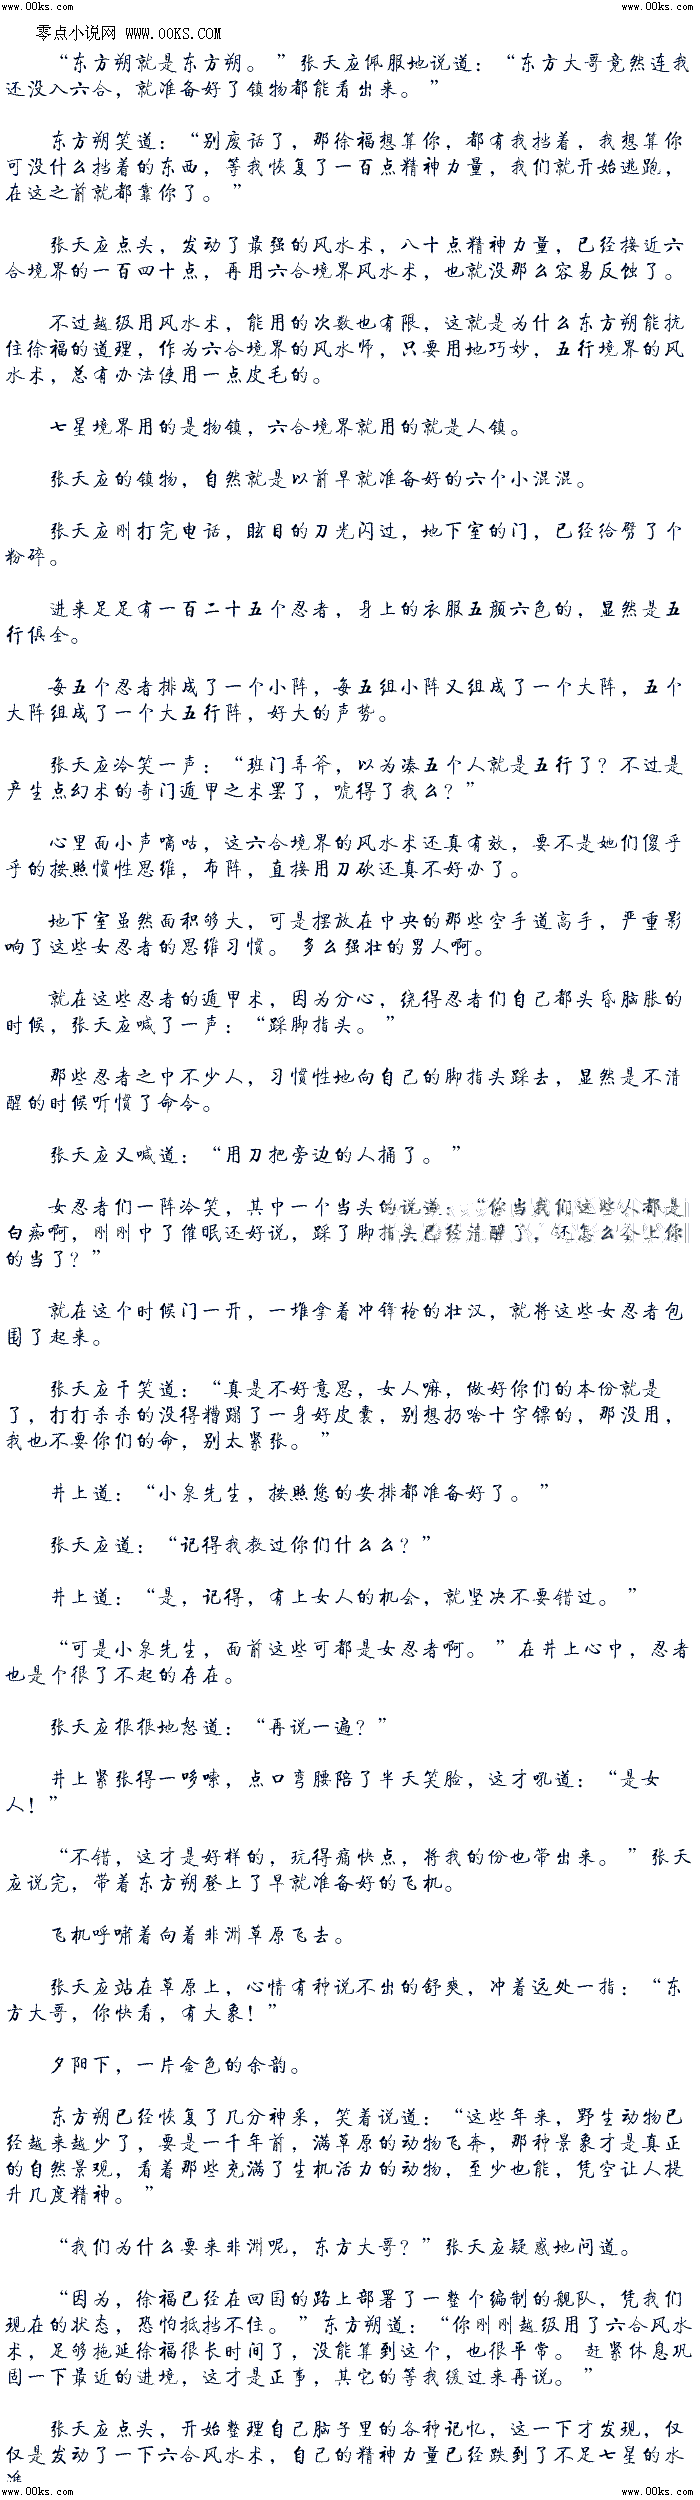 www.00ks.com www.00ks.com
零点小说网 www.00KS.com
“东方朔就是东方朔。”张天应佩服地说道：“东方大哥竟然连我
还没入六合，就准备好了镇物都能看出来。”
东方朔笑道：“别废话了，那徐福想算你，都有我挡着，我想算你
可没什么挡着的东西，等我恢复了一百点精神力量，我们就开始逃跑，
在这之前就都靠你了。”
张天应点头，发动了最强的风水术，八十点精神力量，已经接近六
合境界的一百四十点，再用六合境界风水术，也就没那么容易反蚀了。
不过越级用风水术，能用的次数也有限，这就是为什么东方朔能抗
住徐福的道理，作为六合境界的风水师，只要用地巧妙，五行境界的风
水术，总有办法使用一点皮毛的。
七星境界用的是物镇，六合境界就用的就是人镇。
张天应的镇物，自然就是以前早就准备好的六个小混混。
张天应刚打完电话，眩目的刀光闪过，地下室的门，已经给劈了个
粉碎。
进来足足有一百二十五个忍者，身上的衣服五颜六色的，显然是五
行俱全。
每五个忍者排成了一个小阵，每五组小阵又组成了一个大阵，五个
大阵组成了一个大五行阵，好大的声势。
张天应冷笑一声：“班门弄斧，以为凑五个人就是五行了？不过是
产生点幻术的奇门遁甲之术罢了，唬得了我么？”
心里面小声嘀咕，这六合境界的风水术还真有效，要不是她们傻乎
乎的按照惯性思维，布阵，直接用刀砍还真不好办了。
地下室虽然面积够大，可是摆放在中央的那些空手道高手，严重影
响了这些女忍者的思维习惯。 多么强壮的男人啊。
就在这些忍者的遁甲术，因为分心，绕得忍者们自己都头昏脑胀的
时候，张天应喊了一声：“踩脚指头。”
那些忍者之中不少人，习惯性地向自己的脚指头踩去，显然是不清
醒的时候听惯了命令。
张天应又喊道：“用刀把旁边的人捅了。”
女忍者们一阵冷笑，其中一个当头的说道：“你当我们这些人都是
白痴啊，刚刚中了催眠还好说，踩了脚指头已经清醒了，还怎么会上你
的当了？”
就在这个时候门一开，一堆拿着冲锋枪的壮汉，就将这些女忍者包
围了起来。
张天应干笑道：“真是不好意思，女人嘛，做好你们的本份就是
了，打打杀杀的没得糟蹋了一身好皮囊，别想扔啥十字镖的，那没用，
我也不要你们的命，别太紧张。”
井上道：“小泉先生，按照您的安排都准备好了。”
张天应道：“记得我教过你们什么么？”
井上道：“是，记得，有上女人的机会，就坚决不要错过。”
“可是小泉先生，面前这些可都是女忍者啊。”在井上心中，忍者
也是个很了不起的存在。
张天应狠狠地怒道：“再说一遍？”
井上紧张得一哆嗦，点口弯腰陪了半天笑脸，这才吼道：“是女
人！”
“不错，这才是好样的，玩得痛快点，将我的份也带出来。”张天
应说完，带着东方朔登上了早就准备好的飞机。
飞机呼啸着向着非洲草原飞去。
张天应站在草原上，心情有种说不出的舒爽，冲着远处一指：“东
方大哥，你快看，有大象！”
夕阳下，一片金色的余韵。
东方朔已经恢复了几分神采，笑着说道：“这些年来，野生动物已
经越来越少了，要是一千年前，满草原的动物飞奔，那种景象才是真正
的自然景观，看着那些充满了生机活力的动物，至少也能，凭空让人提
升几度精神。”
“我们为什么要来非洲呢，东方大哥？”张天应疑惑地问道。
“因为，徐福已经在回国的路上部署了一整个编制的舰队，凭我们
现在的状态，恐怕抵挡不住。”东方朔道：“你刚刚越级用了六合风水
术，足够拖延徐福很长时间了，没能算到这个，也很平常。 赶紧休息巩
固一下最近的进境，这才是正事，其它的等我缓过来再说。”
张天应点头，开始整理自己脑子里的各种记忆，这一下才发现，仅
仅是发动了一下六合风水术，自己的精神力量已经跌到了不足七星的水
www.00ks.com www.00ks.com